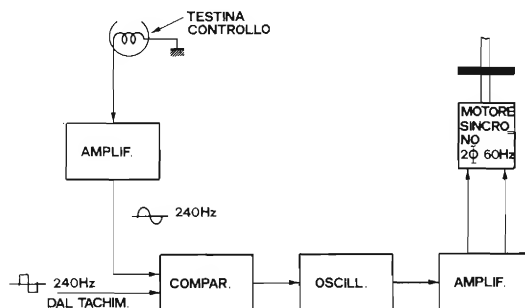 TESTINA
CONTROLLO
AMPLIF.
MOTORE
SINCRO
NO
2Φ 60Hz
240Hz
240Hz
DAL TACHIM.
COMPAR.
OSCILL.
AMPLIF.